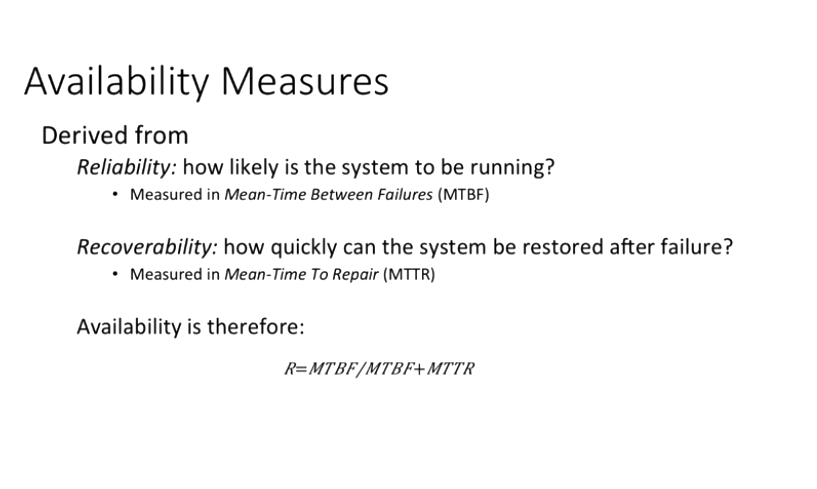 Availability Measures
Derived from
Reliability: how likely is the system to be running?
• Measured in Mean-Time Between Failures (MTBF)
Recoverability: how quickly can the system be restored after failure?
• Measured in Mean-Time To Repair (MTTR)
Availability is therefore:
R=MTBF/MTBF+MTTR